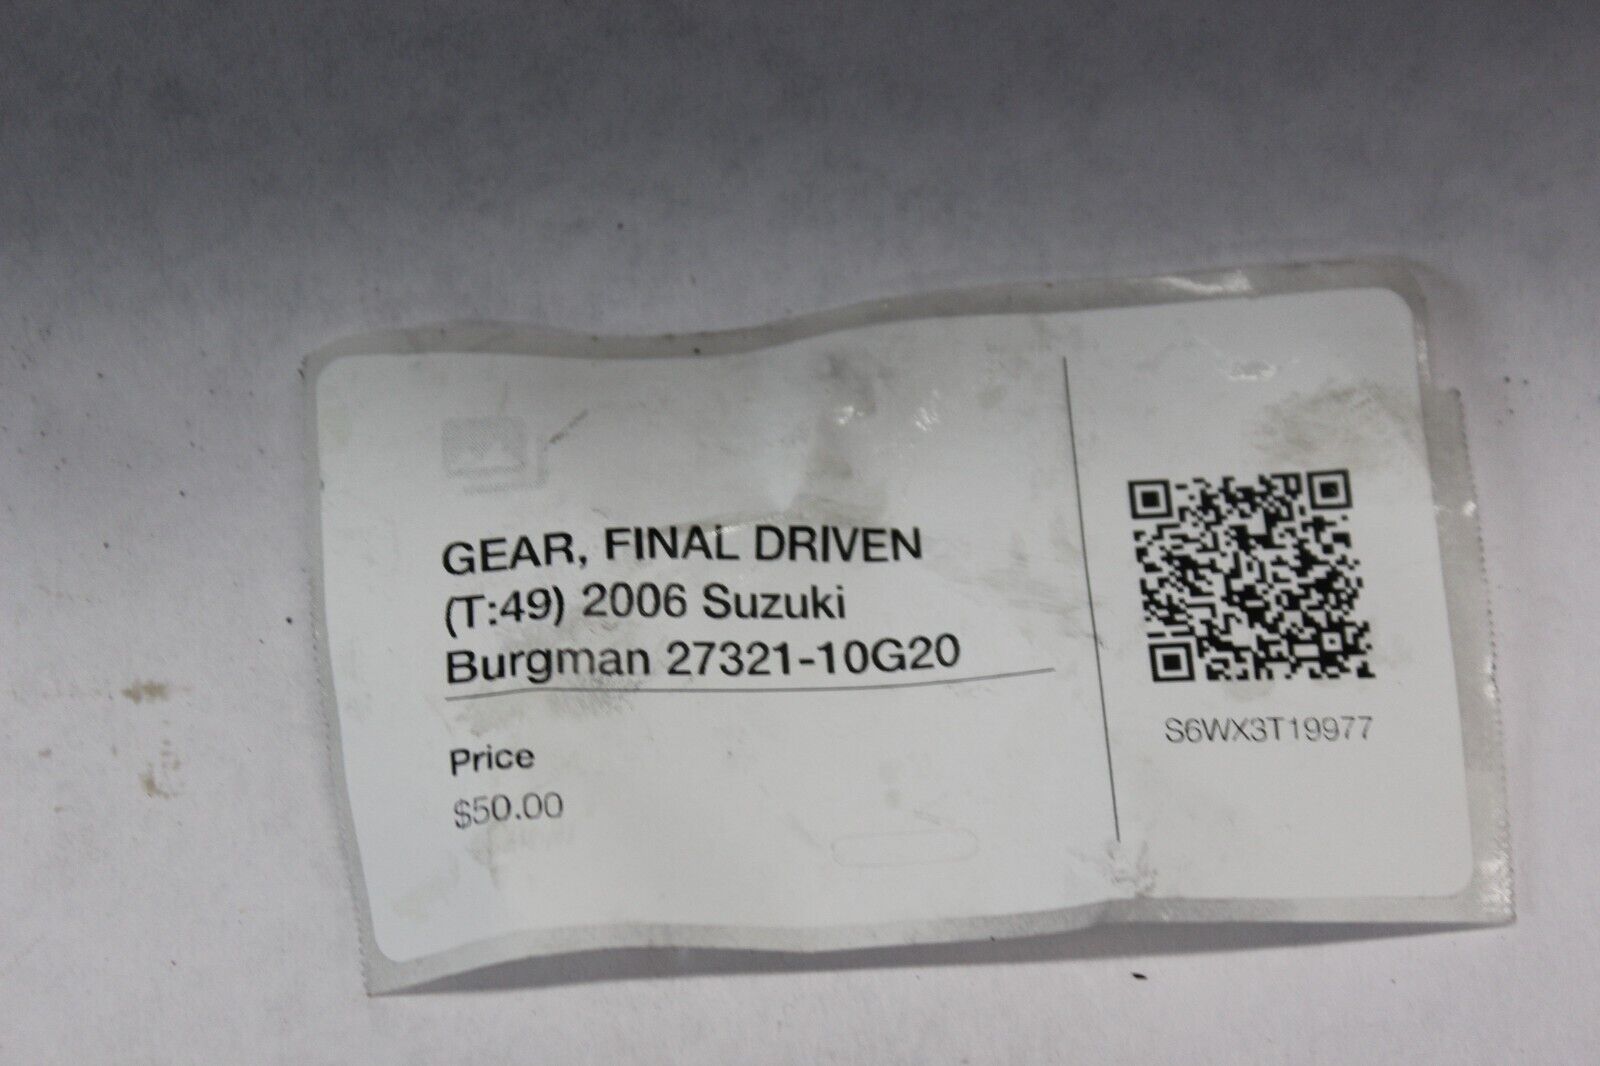 GEAR, FINAL DRIVEN
(T:49) 2006 Suzuki
Burgman 27321-10G20
Price
$50.00
S6WX3T19977